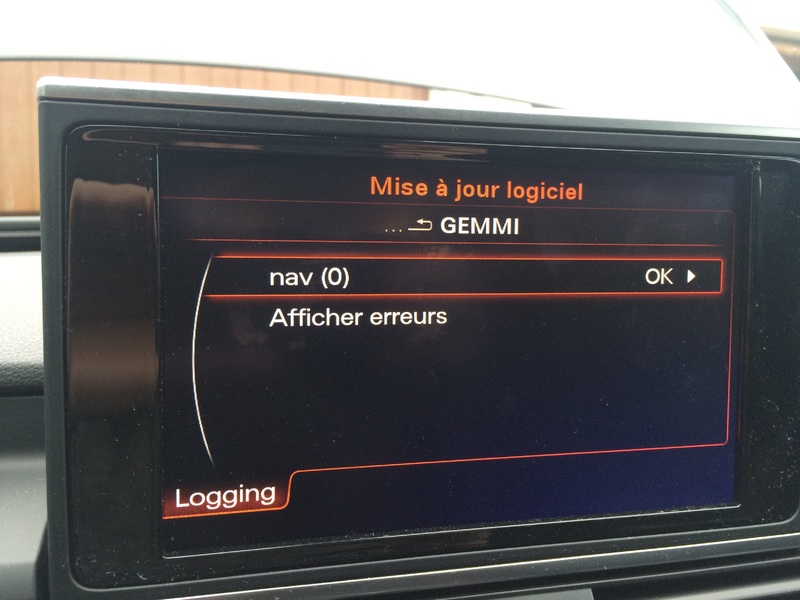 Mise à jour logiciel
... GEMMI
nav (0) OK
Afficher erreurs
Logging